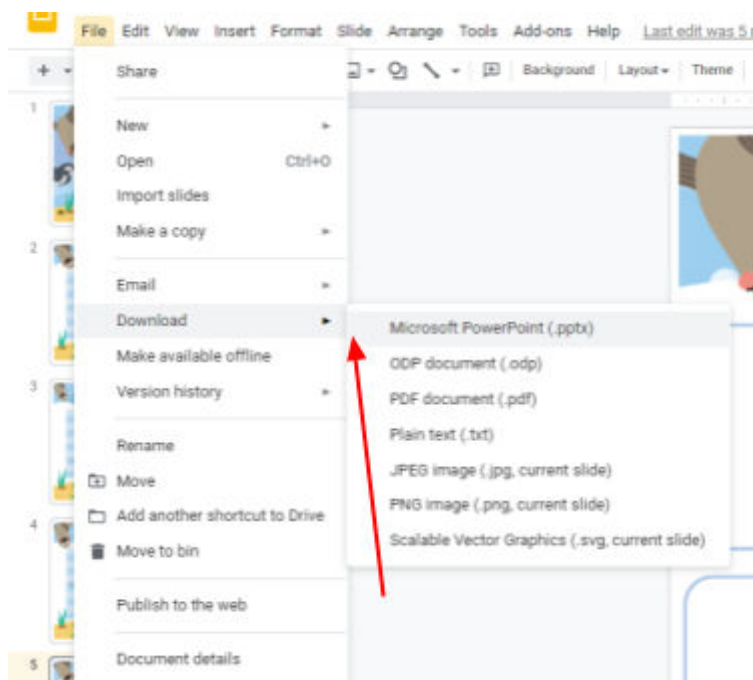 File Edit View Insert Format Slide Arrange Tools Add-ons Help Last edit was 5
+ Background Layout Theme
Share
New
Open Ctrl+O
Import slides
Make a copy
Email
Download
Make available offline
Version history
Rename
Move
Add another shortcut to Drive
Move to bin
Publish to the web
Document details
Microsoft PowerPoint (.pptx)
ODP document (.odp)
PDF document (.pdf)
Plain text (.txt)
JPEG image (.jpg, current slide)
PNG image (.png, current slide)
Scalable Vector Graphics (.svg, current slide)
1
2
3
4
5